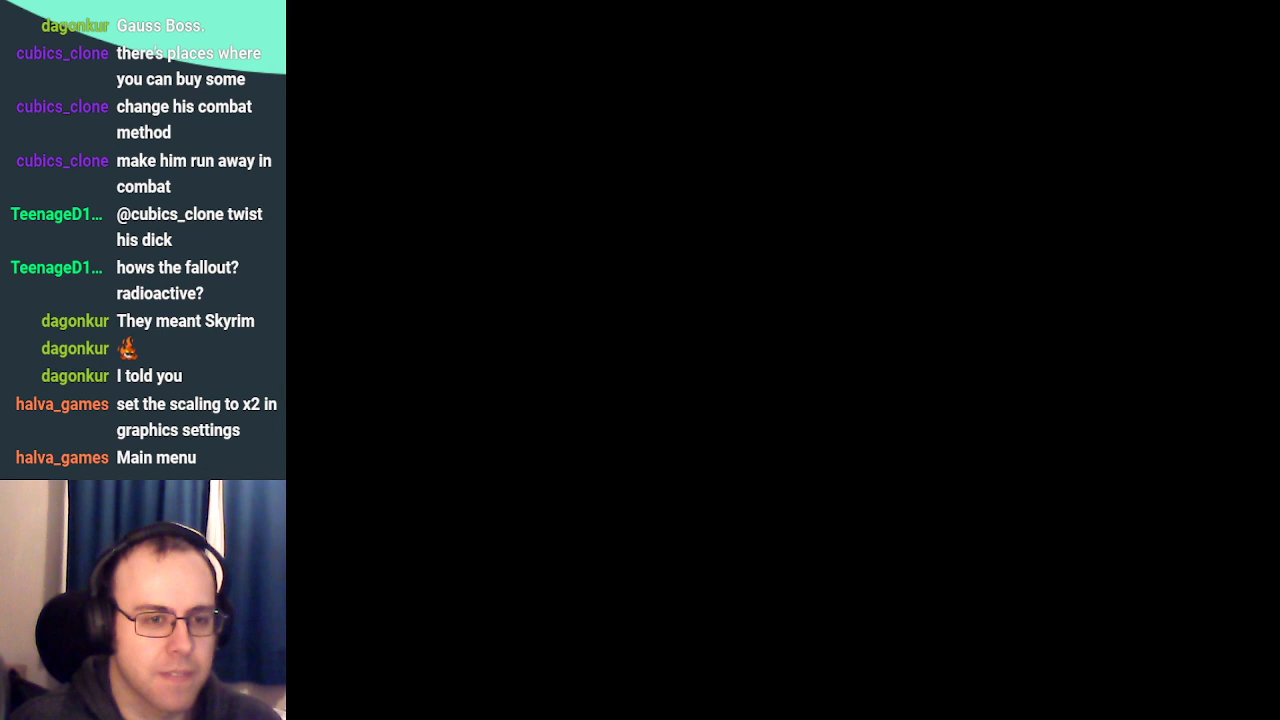 dagonkur Gauss Boss.
cubics_clone there's places where
you can buy some
cubics_clone change his combat
method
cubics_clone make him run away in
combat
TeenageD1... @cubics_clone twist
his dick
TeenageD1... hows the fallout?
radioactive?
dagonkur They meant Skyrim
dagonkur
dagonkur I told you
halva_games set the scaling to x2 in
graphics settings
halva_games Main menu